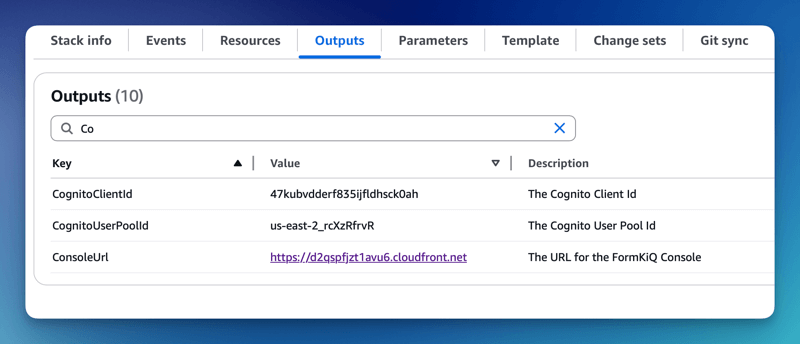 Stack info Events Resources Outputs Parameters Template Change sets Git sync
Outputs (10)
Co
Key Value Description
CognitoClientId 47kubvdderf835ijfldhsck0ah The Cognito Client Id
CognitoUserPoolId us-east-2_rcXzRfrvR The Cognito User Pool Id
ConsoleUrl https://d2qspfjzt1avu6.cloudfront.net The URL for the FormKiQ Console